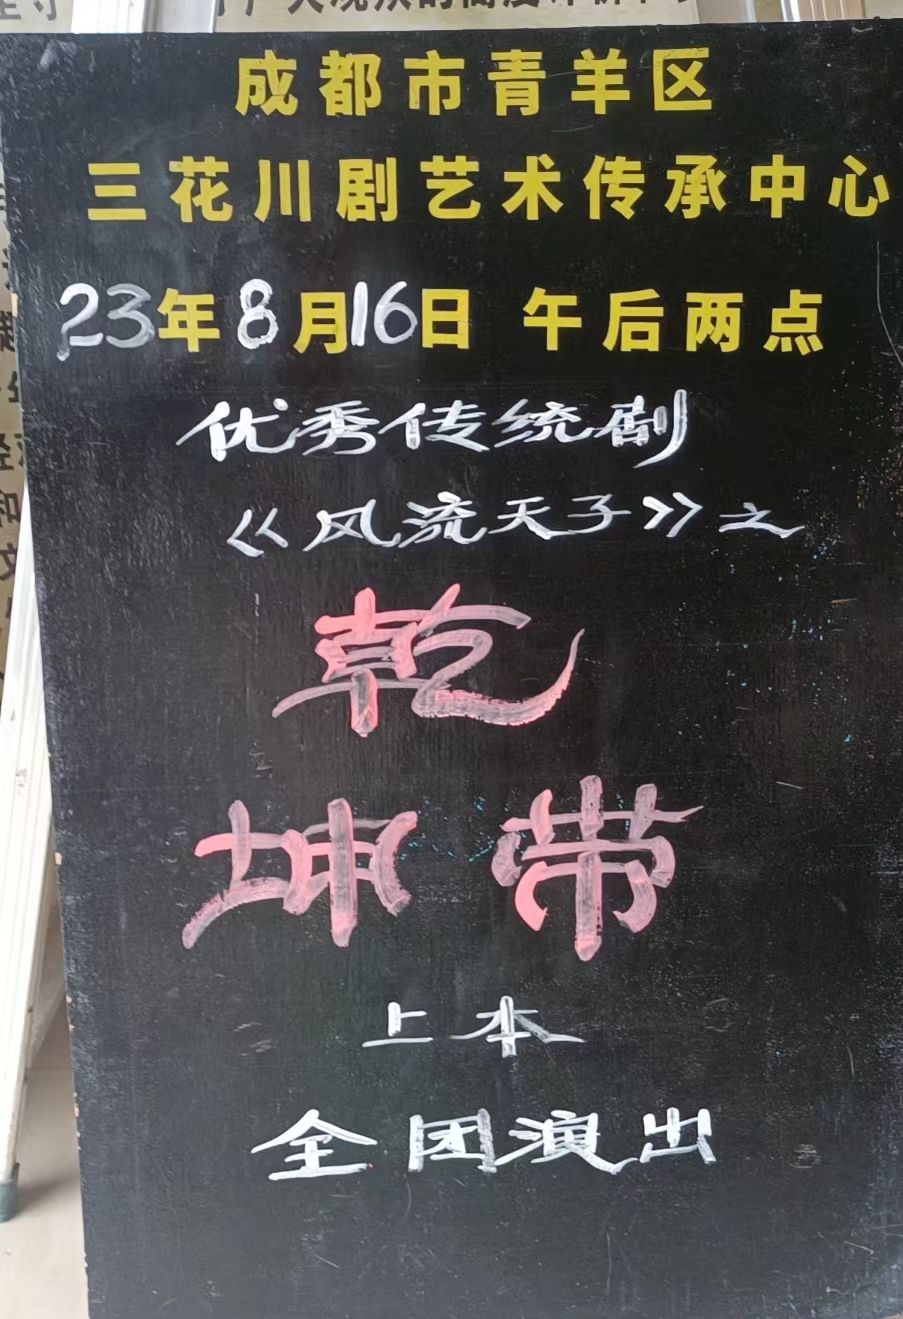 成都市青羊区
三花川剧艺术传承中心
23年8月16日 午后两点
优秀传统剧
《风流天子》之
乾
坤带
上本
全团演出